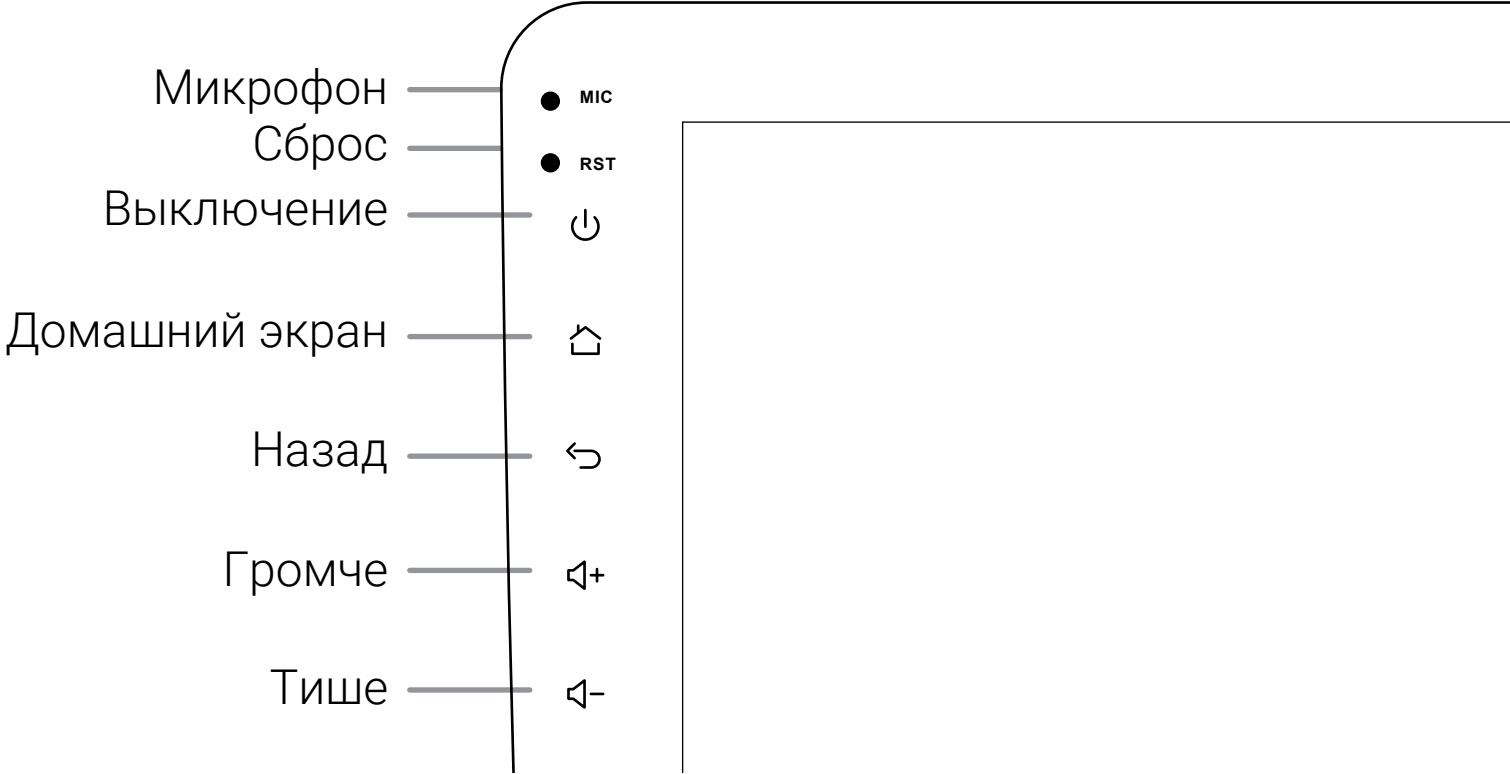 Микрофон
MIC
Сброс
RST
Выключение
Домашний экран
Назад
Громче
Тише